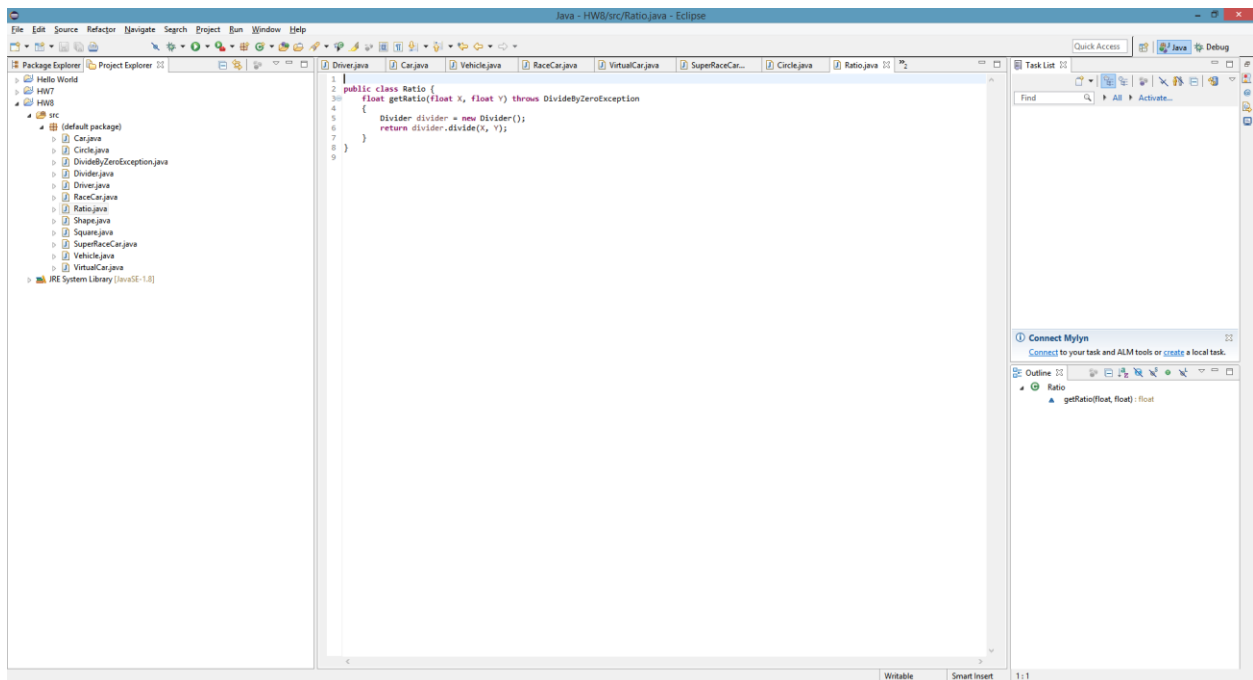 Java - HW8/src/Ratio.java - Eclipse
File Edit Source Refactor Navigate Search Project Run Window Help
Quick Access Java Debug
Package Explorer Project Explorer
Hello World
HW7
HW8
src
(default package)
Car.java
Circle.java
DivideByZeroException.java
Divider.java
Driver.java
RaceCar.java
Ratio.java
Shape.java
Square.java
SuperRaceCar.java
Vehicle.java
VirtualCar.java
JRE System Library [JavaSE-1.8]
Driver.java Car.java Vehicle.java RaceCar.java VirtualCar.java SuperRaceCar... Circle.java Ratio.java »2
1
2 public class Ratio {
3 float getRatio(float X, float Y) throws DivideByZeroException
4 {
5 Divider divider = new Divider();
6 return divider.divide(X, Y);
7 }
8 }
9
Task List
Find All Activate...
Connect Mylyn
Connect to your task and ALM tools or create a local task.
Outline
Ratio
getRatio(float, float) : float
Writable Smart Insert 1:1